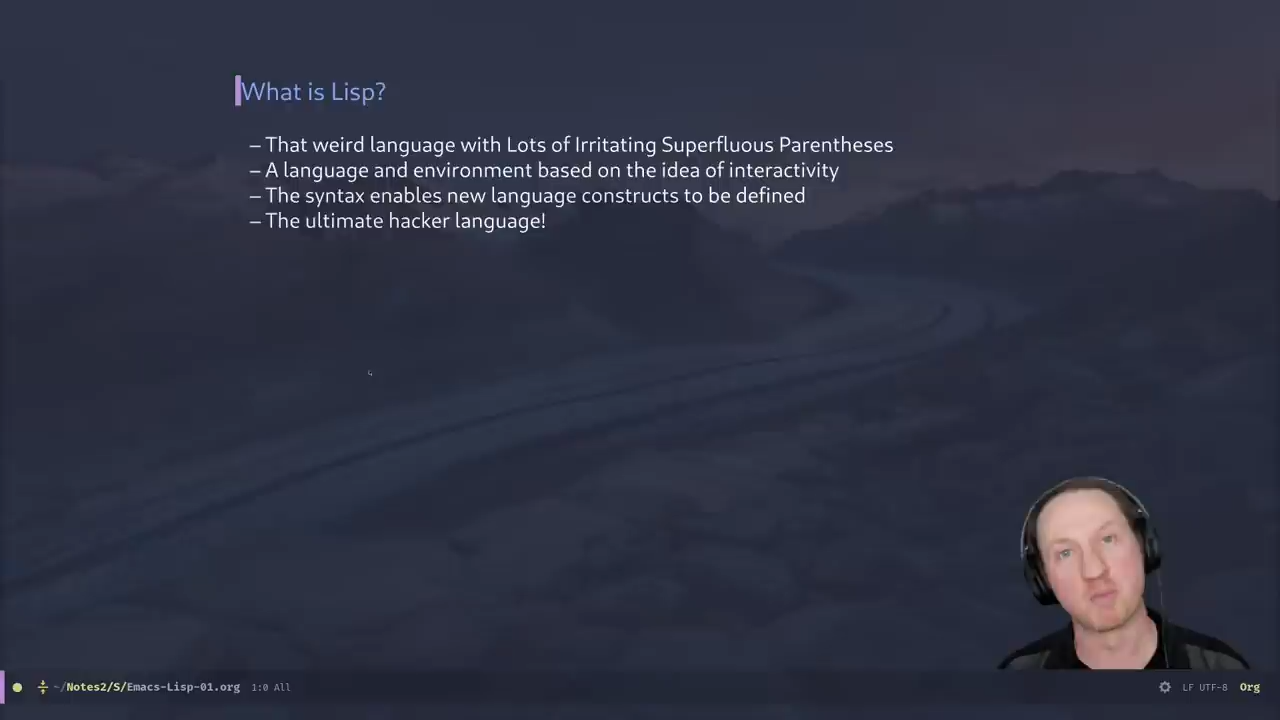 What is Lisp?
– That weird language with Lots of Irritating Superfluous Parentheses
– A language and environment based on the idea of interactivity
– The syntax enables new language constructs to be defined
– The ultimate hacker language!
~/Notes2/S/Emacs-Lisp-01.org 1:0 All LF UTF-8 Org